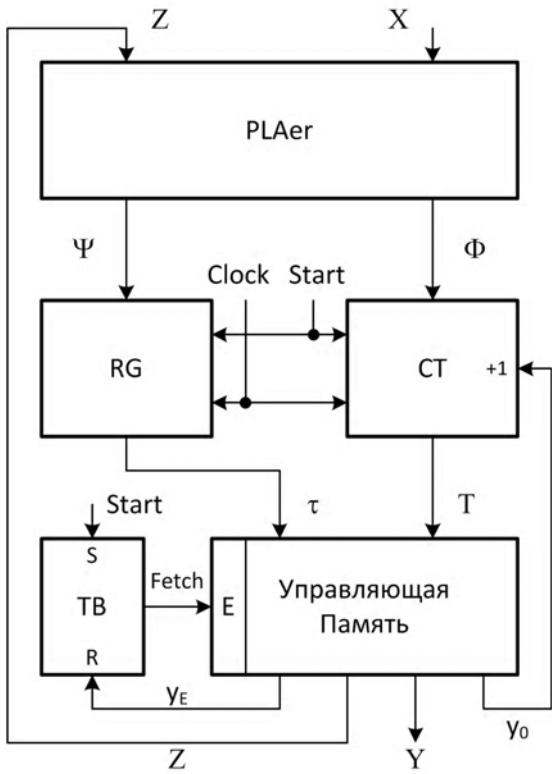 Z X
PLAer
Ψ Φ
Clock Start
RG CT +1
Start τ T
S
TB Fetch E Управляющая
Память
R
yE
y0
Z Y